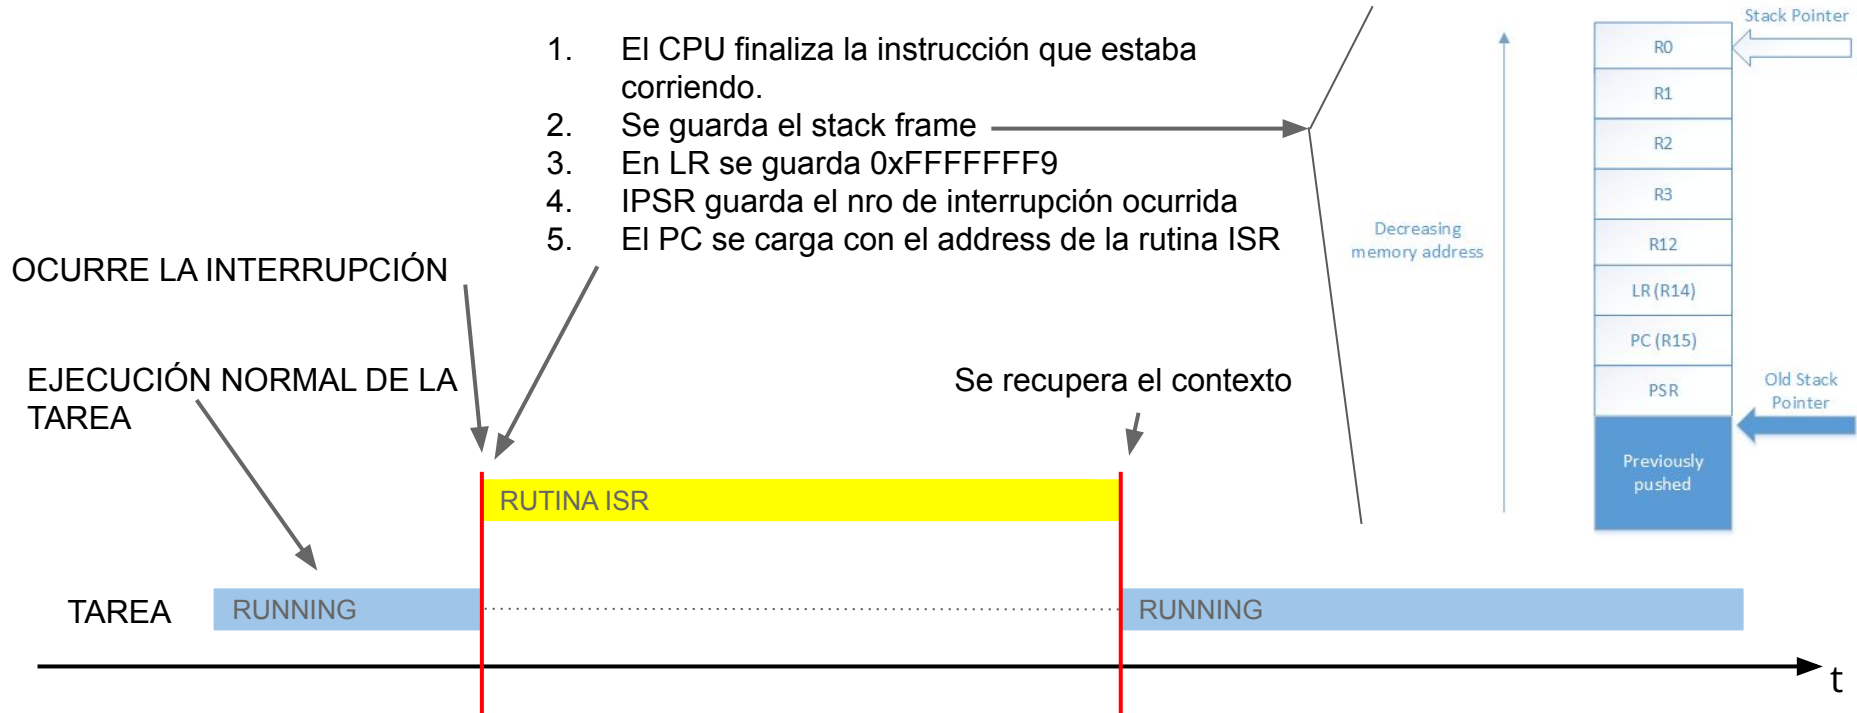 1. El CPU finaliza la instrucción que estaba
corriendo.
2. Se guarda el stack frame
3. En LR se guarda 0xFFFFFFF9
4. IPSR guarda el nro de interrupción ocurrida
5. El PC se carga con el address de la rutina ISR
OCURRE LA INTERRUPCIÓN
EJECUCIÓN NORMAL DE LA
TAREA
Se recupera el contexto
RUTINA ISR
TAREA
RUNNING
RUNNING
t
Stack Pointer
R0
R1
R2
R3
R12
LR (R14)
PC (R15)
PSR
Previously
pushed
Decreasing
memory address
Old Stack
Pointer